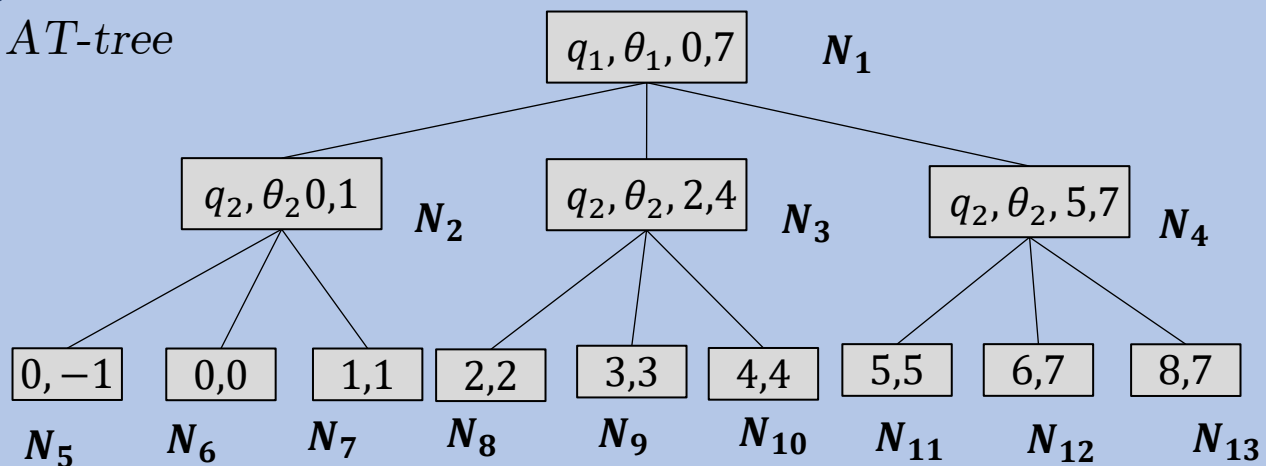 AT-tree
q₁, θ₁, 0,7 N₁
q₂, θ₂0,1 N₂ q₂, θ₂, 2,4 N₃ q₂, θ₂, 5,7 N₄
0, −1 0,0 1,1 2,2 3,3 4,4 5,5 6,7 8,7
N₅ N₆ N₇ N₈ N₉ N₁₀ N₁₁ N₁₂ N₁₃